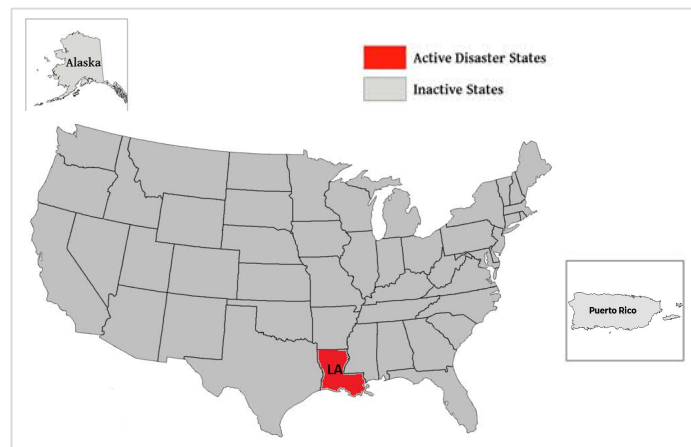 Alaska
Active Disaster States
Inactive States
Puerto Rico
LA